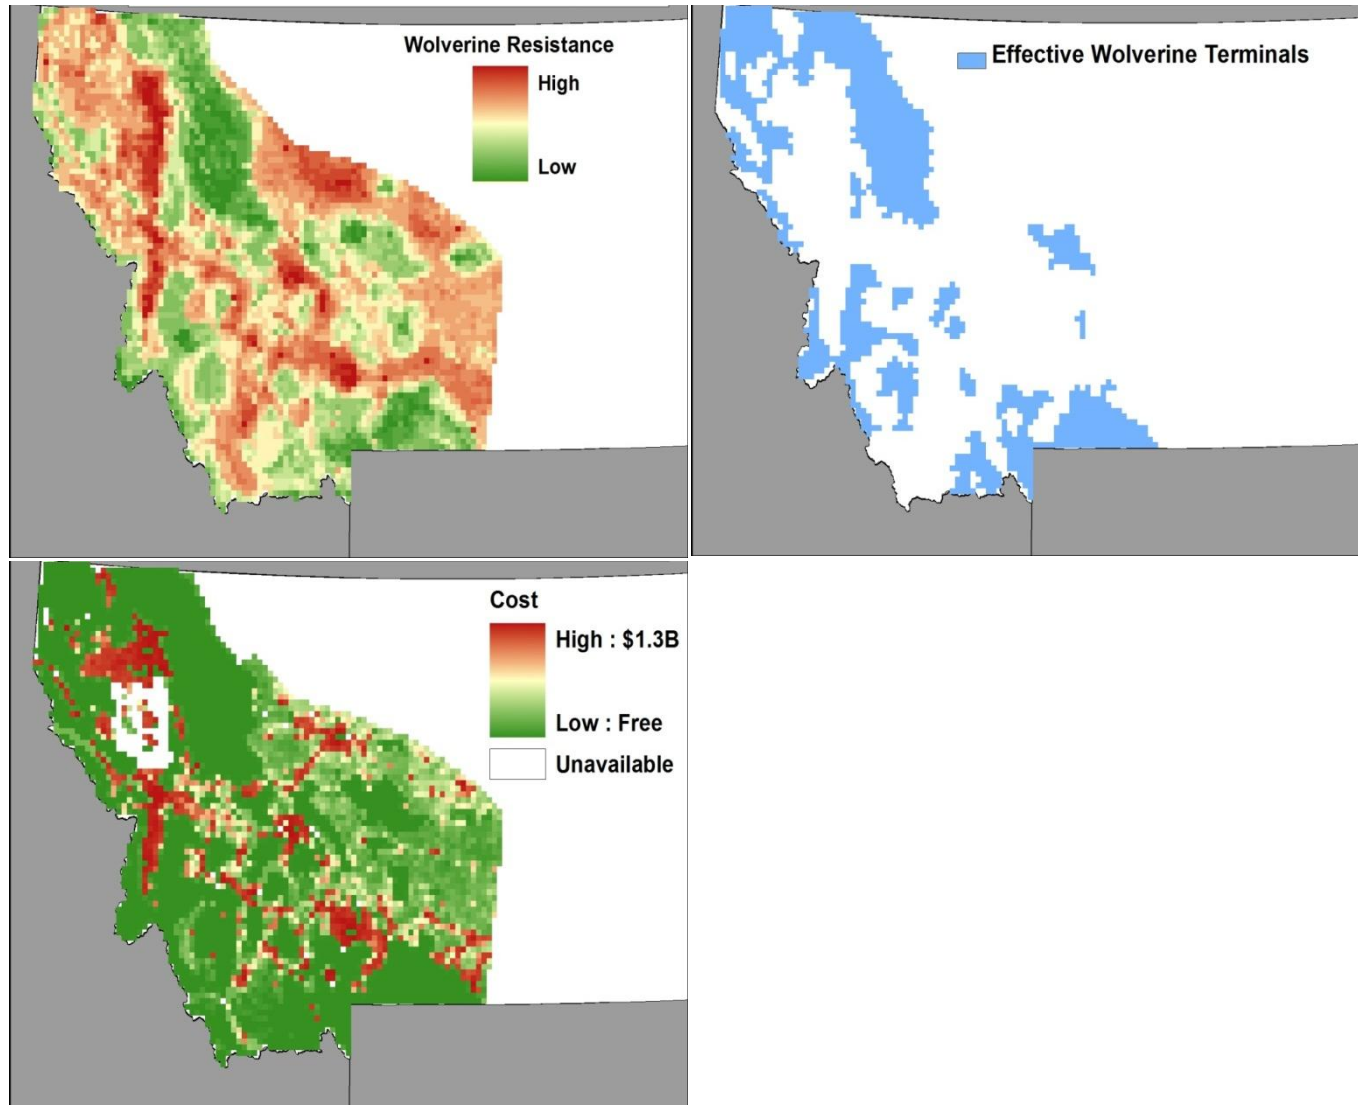 Wolverine Resistance
High
Low
Effective Wolverine Terminals
Cost
High : $1.3B
Low : Free
Unavailable